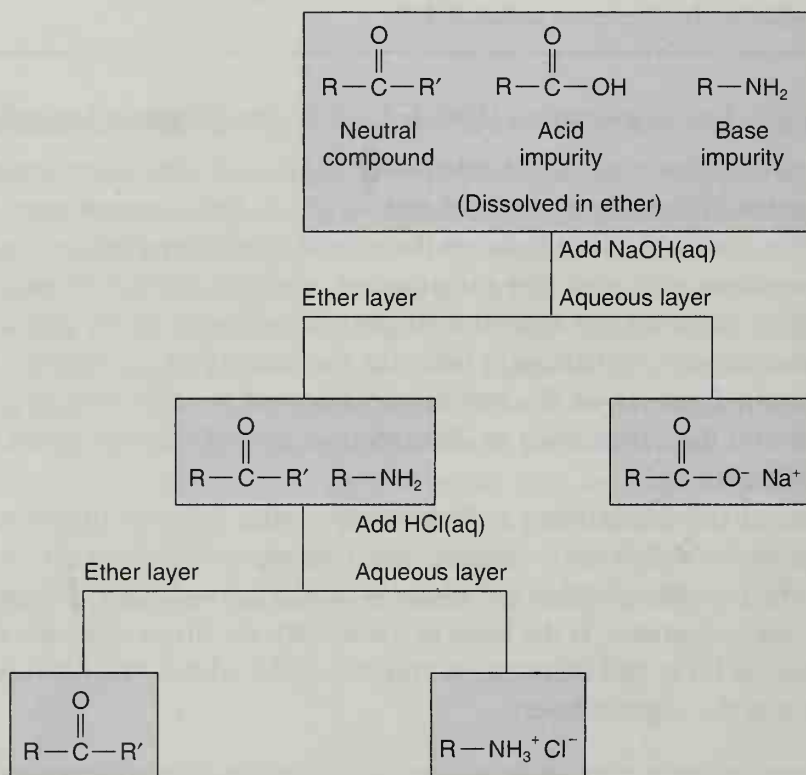 O O
R—C—R′ R—C—OH R—NH₂
Neutral Acid Base
compound impurity impurity
(Dissolved in ether)
Add NaOH(aq)
Ether layer Aqueous layer
O O
R—C—R′ R—NH₂ R—C—O⁻ Na⁺
Add HCl(aq)
Ether layer Aqueous layer
O
R—C—R′ R—NH₃⁺Cl⁻